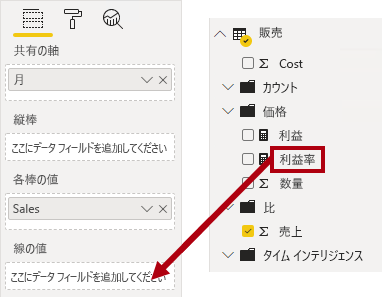 共有の軸
月
縦棒
ここにデータ フィールドを追加してください
各棒の値
Sales
線の値
ここにデータ フィールドを追加してください
販売
Σ Cost
カウント
価格
利益
利益率
Σ 数量
比
Σ 売上
タイム インテリジェンス